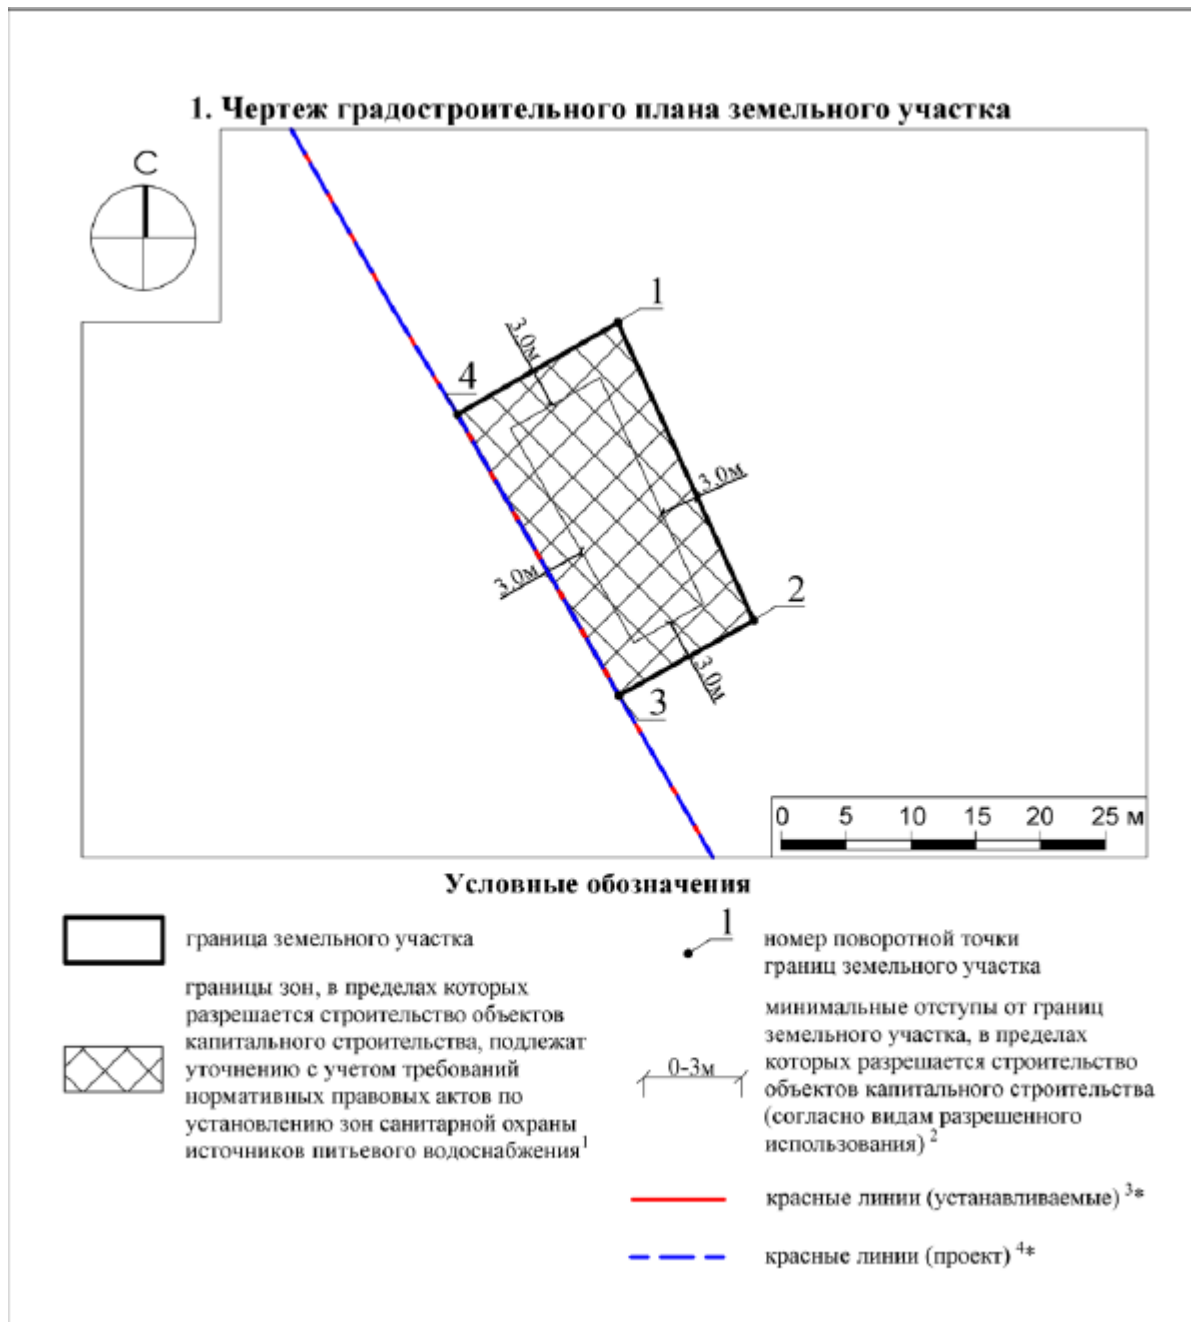 1. Чертеж градостроительного плана земельного участка
С
1
3.0м
4
3.0м
3.0м
2
3.0м
3
0 5 10 15 20 25 м
Условные обозначения
граница земельного участка
границы зон, в пределах которых
разрешается строительство объектов
капитального строительства, подлежат
уточнению с учетом требований
нормативных правовых актов по
установлению зон санитарной охраны
источников питьевого водоснабжения1
1
номер поворотной точки
границ земельного участка
0-3м
минимальные отступы от границ
земельного участка, в пределах
которых разрешается строительство
объектов капитального строительства
(согласно видам разрешенного
использования) 2
красные линии (устанавливаемые) 3*
красные линии (проект) 4*